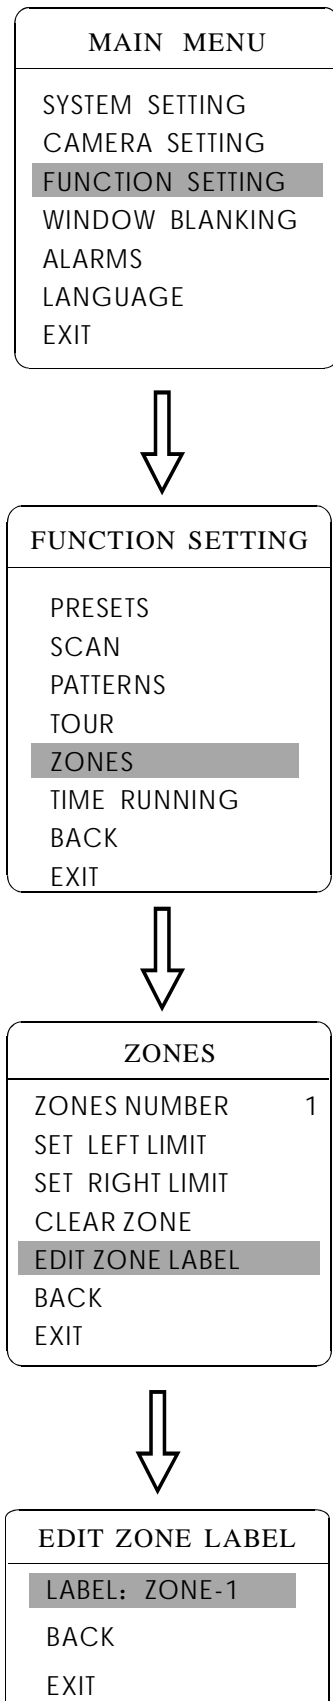 MAIN MENU
SYSTEM SETTING
CAMERA SETTING
FUNCTION SETTING
WINDOW BLANKING
ALARMS
LANGUAGE
EXIT
FUNCTION SETTING
PRESETS
SCAN
PATTERNS
TOUR
ZONES
TIME RUNNING
BACK
EXIT
ZONES
ZONES NUMBER 1
SET LEFT LIMIT
SET RIGHT LIMIT
CLEAR ZONE
EDIT ZONE LABEL
BACK
EXIT
EDIT ZONE LABEL
LABEL：ZONE-1
BACK
EXIT